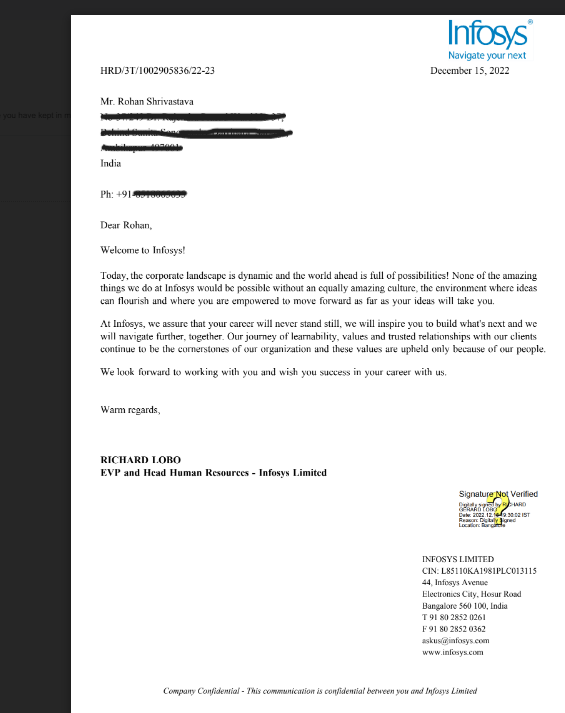 Infosys®
Navigate your next
HRD/3T/1002905836/22-23
December 15, 2022
Mr. Rohan Shrivastava
India
Ph: +91-
Dear Rohan,
Welcome to Infosys!
Today, the corporate landscape is dynamic and the world ahead is full of possibilities! None of the amazing
things we do at Infosys would be possible without an equally amazing culture, the environment where ideas
can flourish and where you are empowered to move forward as far as your ideas will take you.
At Infosys, we assure that your career will never stand still, we will inspire you to build what's next and we
will navigate further, together. Our journey of learnability, values and trusted relationships with our clients
continue to be the cornerstones of our organization and these values are upheld only because of our people.
We look forward to working with you and wish you success in your career with us.
Warm regards,
RICHARD LOBO
EVP and Head Human Resources - Infosys Limited
Signature Not Verified
Digitally signed by RICHARD
GERARD LOBO
Date: 2022.12. IST
Reason: Digitally Signed
Location: Bangalore
INFOSYS LIMITED
CIN: L85110KA1981PLC013115
44, Infosys Avenue
Electronics City, Hosur Road
Bangalore 560 100, India
T 91 80 2852 0261
F 91 80 2852 0362
askus@infosys.com
www.infosys.com
Company Confidential - This communication is confidential between you and Infosys Limited